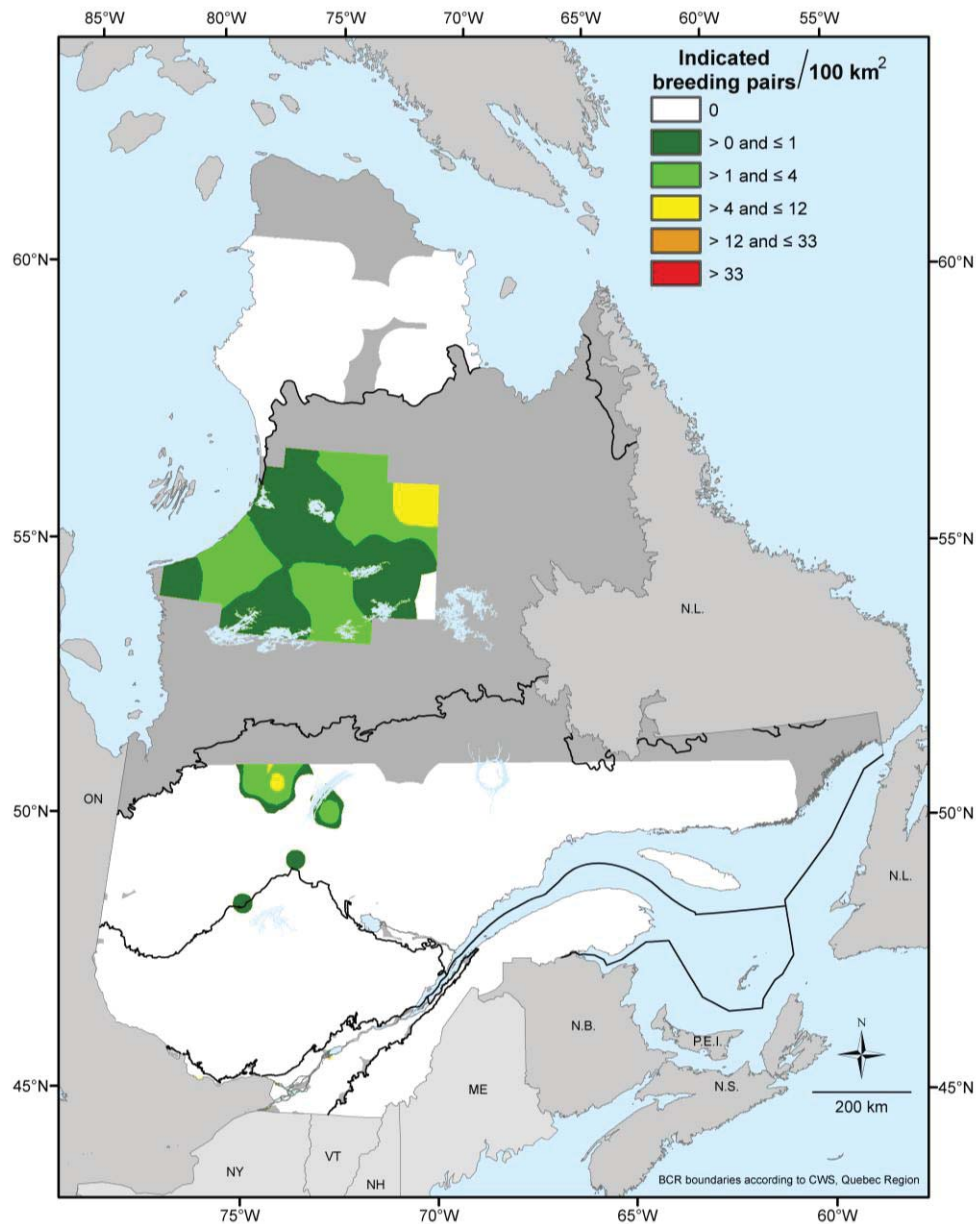 85°W 80°W 75°W 70°W 65°W 60°W 55°W
Indicated
breeding pairs/100 km²
0
> 0 and ≤ 1
> 1 and ≤ 4
> 4 and ≤ 12
> 12 and ≤ 33
> 33
60°N 60°N
55°N 55°N
N.L.
ON
50°N 50°N
N.L.
N.B.
P.E.I.
N
45°N 45°N
ME
N.S.
200 km
VT
NY
NH
BCR boundaries according to CWS, Quebec Region
75°W 70°W 65°W 60°W